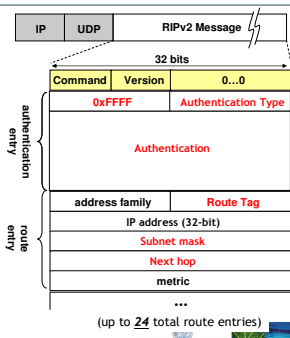 IP UDP RIPv2 Message
32 bits
Command Version 0...0
0xFFFF Authentication Type
Authentication
authentication entry
address family Route Tag
IP address (32-bit)
Subnet mask
Next hop
metric
route entry
...
(up to 24 total route entries)